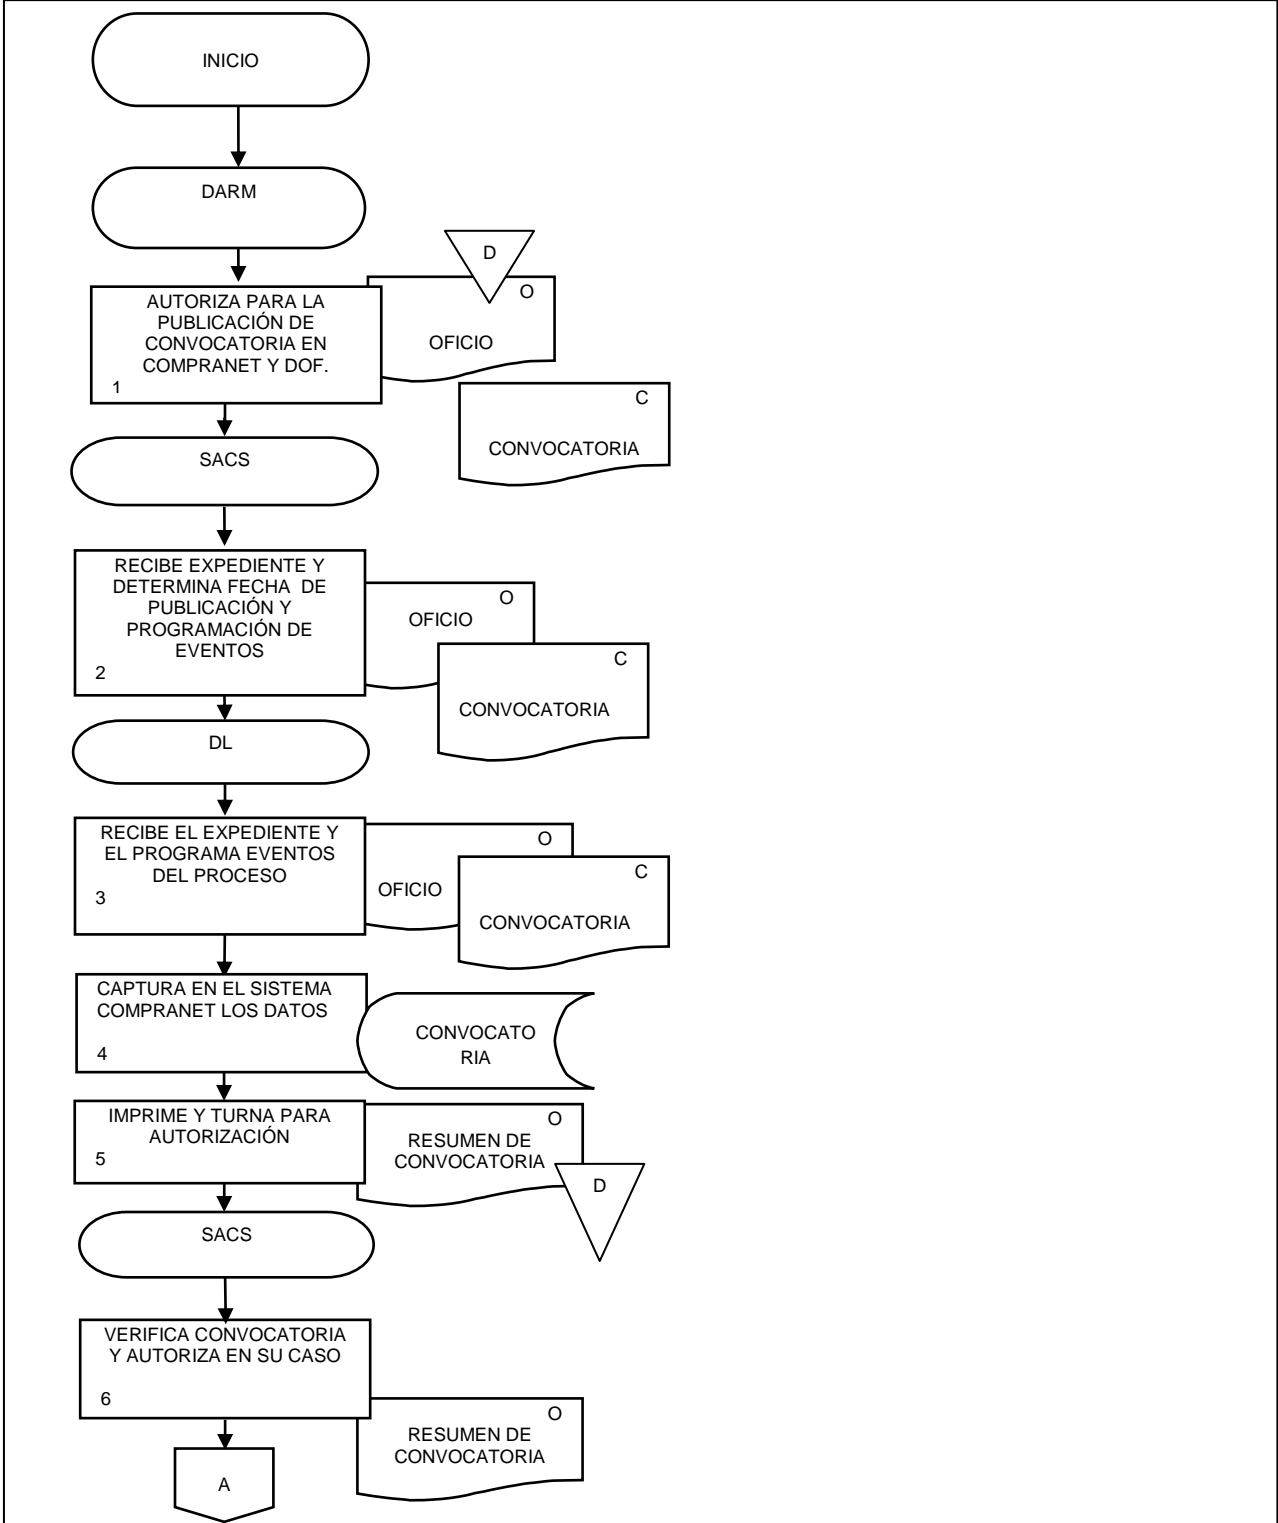 INICIO
DARM
D
AUTORIZA PARA LA
PUBLICACIÓN DE
CONVOCATORIA EN
COMPRANET Y DOF.
1
O
OFICIO
C
CONVOCATORIA
SACS
RECIBE EXPEDIENTE Y
DETERMINA FECHA DE
PUBLICACIÓN Y
PROGRAMACIÓN DE
EVENTOS
2
O
OFICIO
C
CONVOCATORIA
DL
RECIBE EL EXPEDIENTE Y
EL PROGRAMA EVENTOS
DEL PROCESO
3
O
OFICIO
C
CONVOCATORIA
CAPTURA EN EL SISTEMA
COMPRANET LOS DATOS
4
CONVOCATO
RIA
IMPRIME Y TURNA PARA
AUTORIZACIÓN
5
O
RESUMEN DE
CONVOCATORIA
D
SACS
VERIFICA CONVOCATORIA
Y AUTORIZA EN SU CASO
6
O
RESUMEN DE
CONVOCATORIA
A